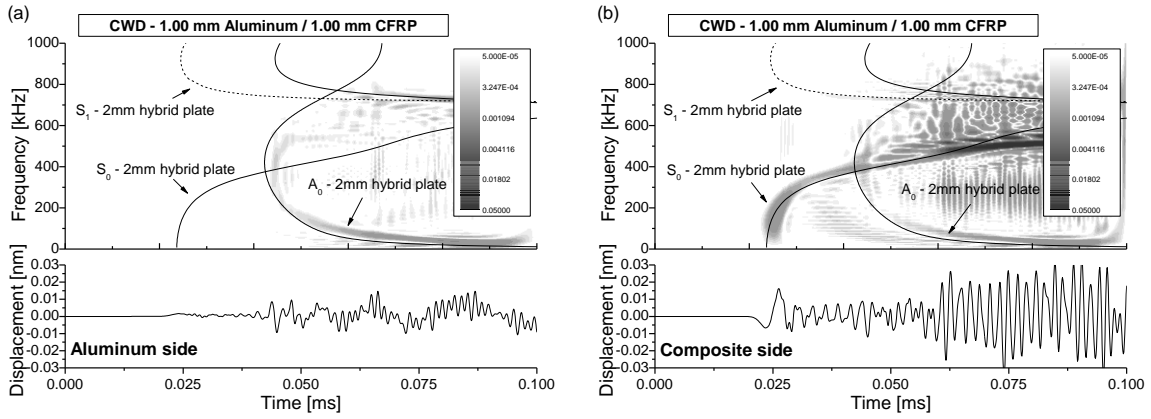 (a)
CWD - 1.00 mm Aluminum / 1.00 mm CFRP
1000
800
600
400
200
0
Frequency [kHz]
S1 - 2mm hybrid plate
S0 - 2mm hybrid plate
A0 - 2mm hybrid plate
5.000E-05
3.247E-04
0.001094
0.004116
0.01802
0.05000
0.03
0.02
0.01
0.00
-0.01
-0.02
-0.03
Displacement [nm]
Aluminum side
0.000
0.025
0.050
0.075
0.100
Time [ms]
(b)
CWD - 1.00 mm Aluminum / 1.00 mm CFRP
1000
800
600
400
200
0
Frequency [kHz]
S1 - 2mm hybrid plate
S0 - 2mm hybrid plate
A0 - 2mm hybrid plate
5.000E-05
3.247E-04
0.001094
0.004116
0.01802
0.05000
0.03
0.02
0.01
0.00
-0.01
-0.02
-0.03
Displacement [nm]
Composite side
0.000
0.025
0.050
0.075
0.100
Time [ms]